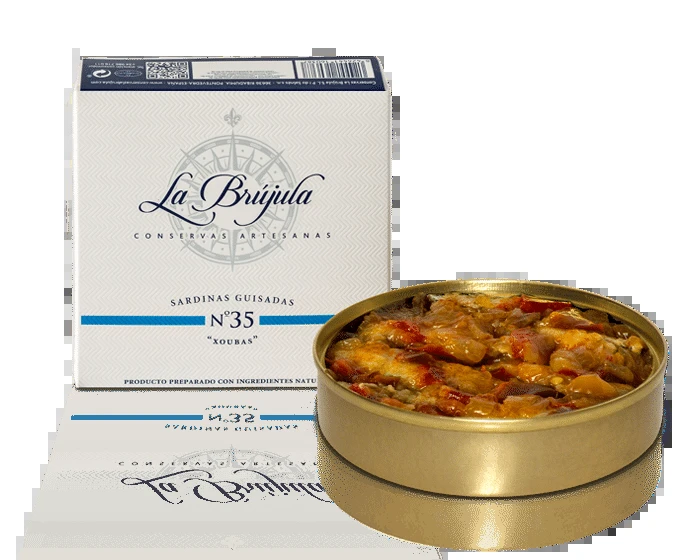 La Brújula
CONSERVAS ARTESANAS
SARDINAS GUISADAS
Nº35
"XOUBAS"
PRODUCTO PREPARADO CON INGREDIENTES NATU